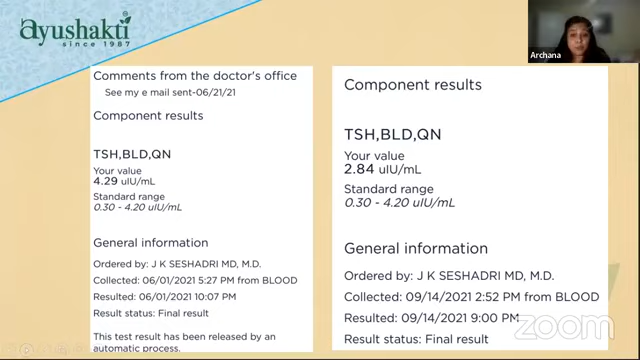 ayushakti
since 1987
Archana
Comments from the doctor's office
See my e mail sent-06/21/21
Component results
TSH,BLD,QN
Your value
4.29 uIU/mL
Standard range
0.30 - 4.20 uIU/mL
General information
Ordered by: J K SESHADRI MD, M.D.
Collected: 06/01/2021 5:27 PM from BLOOD
Resulted: 06/01/2021 10:07 PM
Result status: Final result
This test result has been released by an
automatic process.
Component results
TSH,BLD,QN
Your value
2.84 uIU/mL
Standard range
0.30 - 4.20 uIU/mL
General information
Ordered by: J K SESHADRI MD, M.D.
Collected: 09/14/2021 2:52 PM from BLOOD
Resulted: 09/14/2021 9:00 PM
Result status: Final result
zoom